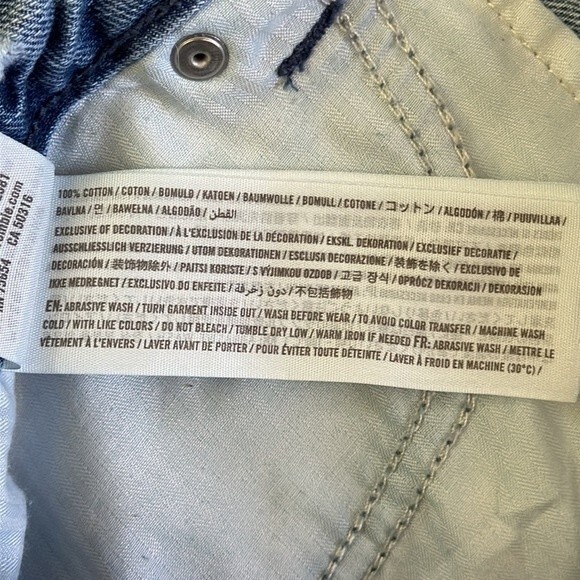 100% COTTON / COTON / BOMULD / KATOEN / BAUMWOLLE / BOMULL / COTONE / コットン / ALGODÓN / 棉 / PUUVILLAA /
BAVLNA / 면 / BAWEŁNA / ALGODÃO / القطن /
EXCLUSIVE OF DECORATION / À L'EXCLUSION DE LA DÉCORATION / EKSKL. DEKORATION / EXCLUSIEF DECORATIE /
AUSSCHLIESSLICH VERZIERUNG / UTOM DEKORATIONEN / ESCLUSA DECORAZIONE / 装飾を除く / EXCLUSIVO DE
DECORACIÓN / 装饰物除外 / PAITSI KORISTE / S VÝJIMKOU OZDOB / 고급 장식 / OPRÓCZ DEKORACJI / DEKORASJON
IKKE MEDREGNET / EXCLUSIVO DO ENFEITE / دون زخرفة / 不包括飾物
EN: ABRASIVE WASH / TURN GARMENT INSIDE OUT / WASH BEFORE WEAR / TO AVOID COLOR TRANSFER / MACHINE WASH
COLD / WITH LIKE COLORS / DO NOT BLEACH / TUMBLE DRY LOW / WARM IRON IF NEEDED FR: ABRASIVE WASH / METTRE LE
VÊTEMENT À L'ENVERS / LAVER AVANT DE PORTER / POUR ÉVITER TOUTE DÉTEINTE / LAVER À FROID EN MACHINE (30°C) /
CA 50316